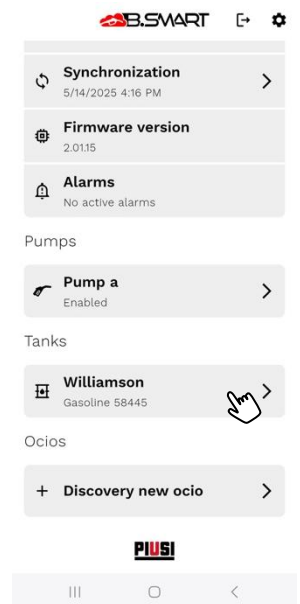 B.SMART
Synchronization
5/14/2025 4:16 PM
Firmware version
2.01.15
Alarms
No active alarms
Pumps
Pump a
Enabled
Tanks
Williamson
Gasoline 58445
Ocios
+ Discovery new ocio
PIUSI